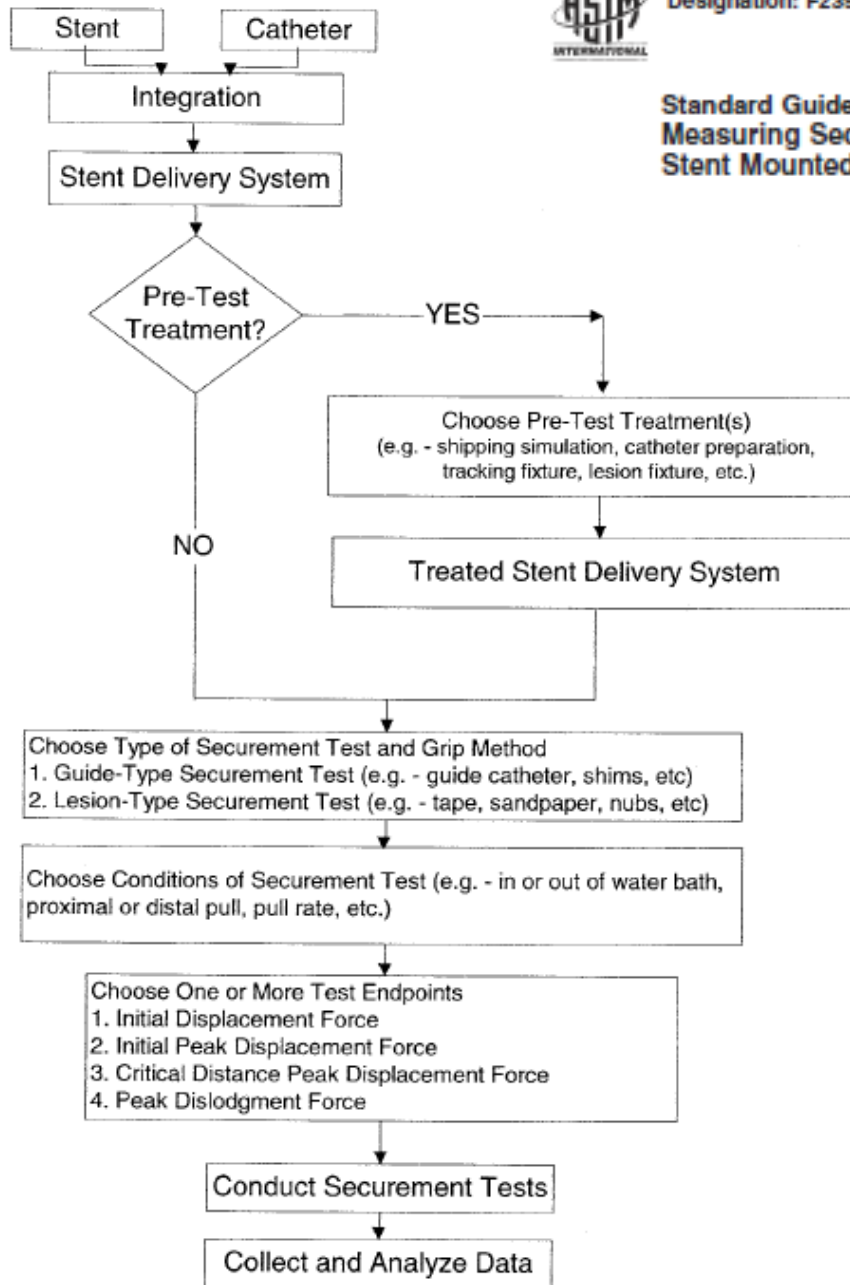 Stent
Catheter
ASTM
INTERNATIONAL
Designation:
Integration
Standard Guide
Measuring
Stent Mounted
Stent Delivery System
Pre-Test
Treatment?
YES
Choose Pre-Test Treatment(s)
(e.g. - shipping simulation, catheter preparation,
tracking fixture, lesion fixture, etc.)
NO
Treated Stent Delivery System
Choose Type of Securement Test and Grip Method
1. Guide-Type Securement Test (e.g. - guide catheter, shims, etc)
2. Lesion-Type Securement Test (e.g. - tape, sandpaper, nubs, etc)
Choose Conditions of Securement Test (e.g. - in or out of water bath,
proximal or distal pull, pull rate, etc.)
Choose One or More Test Endpoints
1. Initial Displacement Force
2. Initial Peak Displacement Force
3. Critical Distance Peak Displacement Force
4. Peak Dislodgment Force
Conduct Securement Tests
Collect and Analyze Data